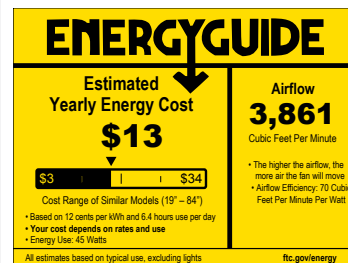 ENERGYGUIDE
Estimated
Yearly Energy Cost
$13
$3
$34
Cost Range of Similar Models (19" – 84")
• Based on 12 cents per kWh and 6.4 hours use per day
• Your cost depends on rates and use
• Energy Use: 45 Watts
All estimates based on typical use, excluding lights
Airflow
3,861
Cubic Feet Per Minute
• The higher the airflow, the
more air the fan will move
• Airflow Efficiency: 70 Cubic
Feet Per Minute Per Watt
ftc.gov/energy